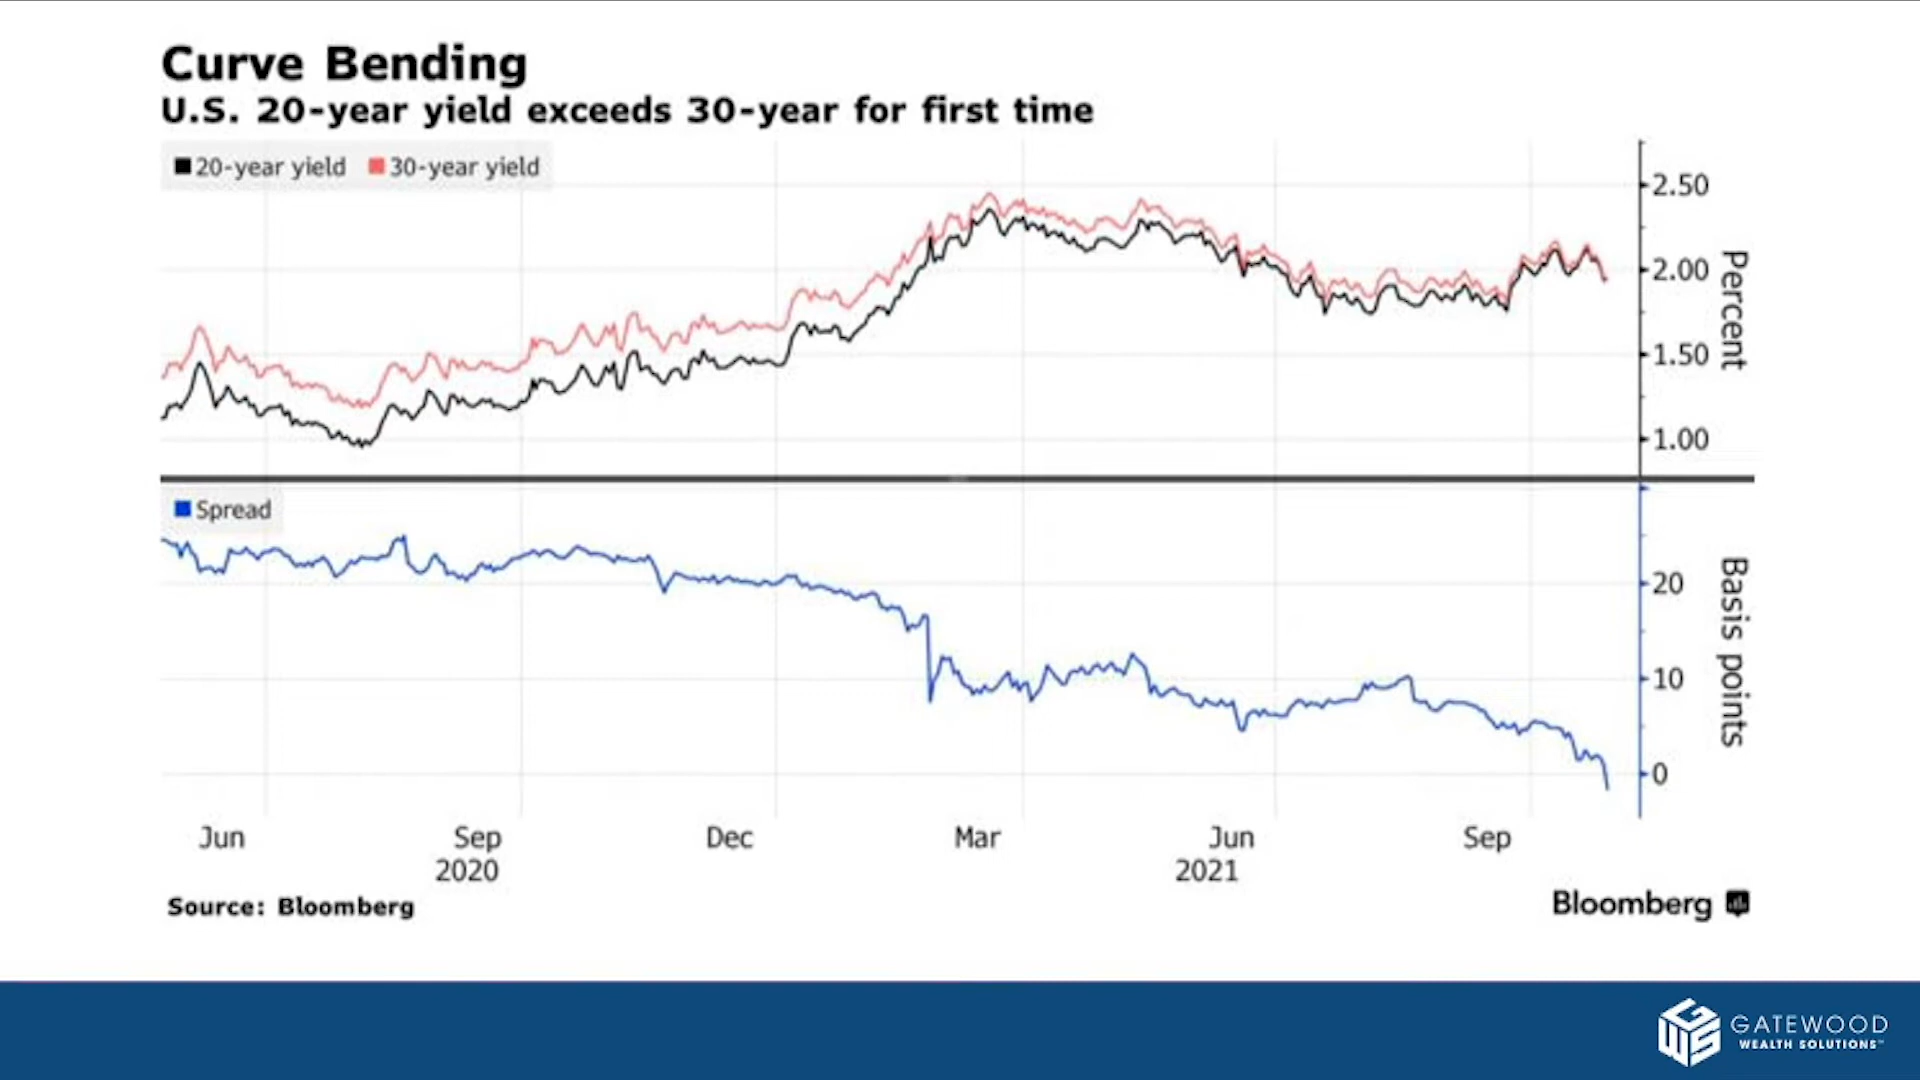 Curve Bending
U.S. 20-year yield exceeds 30-year for first time
20-year yield 30-year yield
2.50
2.00
1.50
1.00
Percent
Spread
20
10
0
Basis points
Jun Sep Dec Mar Jun Sep
2020 2021
Source: Bloomberg
Bloomberg
GATEWOOD
WEALTH SOLUTIONS™